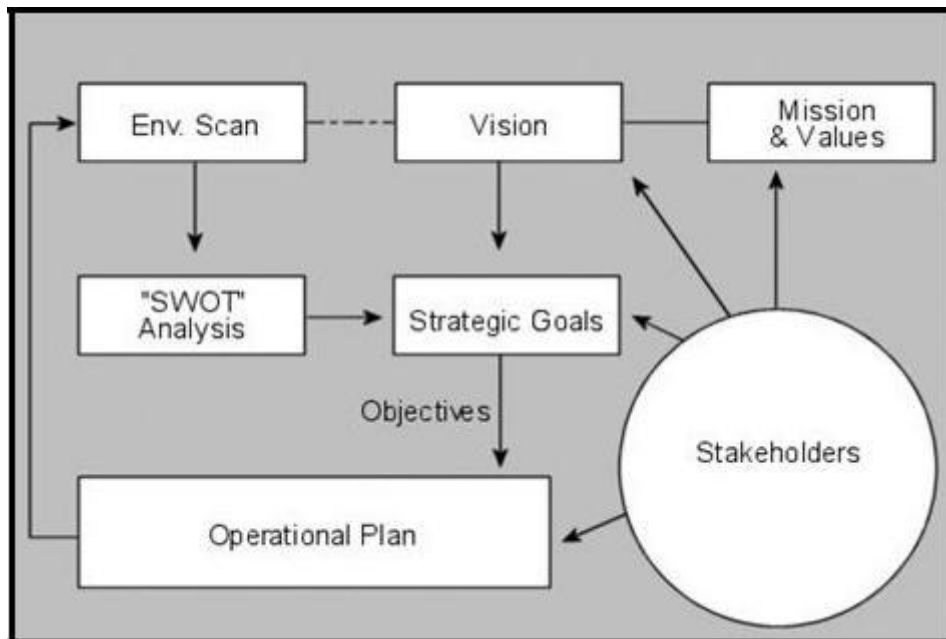 Env. Scan
Vision
Mission
& Values
"SWOT"
Analysis
Strategic Goals
Objectives
Stakeholders
Operational Plan